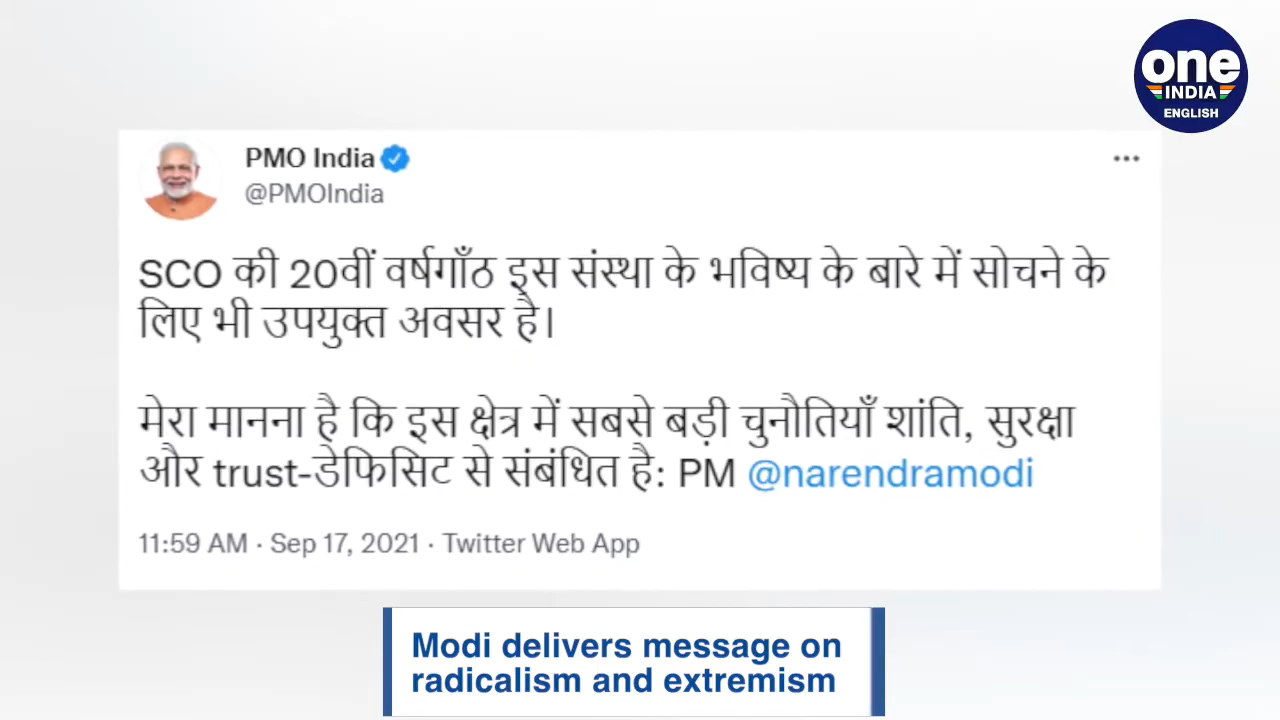 one
INDIA
ENGLISH
PMO India
@PMOIndia
SCO की 20वीं वर्षगाँठ इस संस्था के भविष्य के बारे में सोचने के
लिए भी उपयुक्त अवसर है।
मेरा मानना है कि इस क्षेत्र में सबसे बड़ी चुनौतियाँ शांति, सुरक्षा
और trust-डेफिसिट से संबंधित है: PM @narendramodi
11:59 AM · Sep 17, 2021 · Twitter Web App
Modi delivers message on
radicalism and extremism